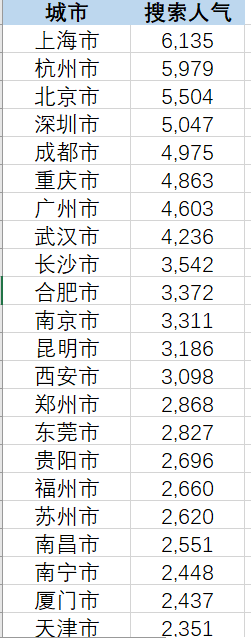 城市 搜索人气
上海市 6,135
杭州市 5,979
北京市 5,504
深圳市 5,047
成都市 4,975
重庆市 4,863
广州市 4,603
武汉市 4,236
长沙市 3,542
合肥市 3,372
南京市 3,311
昆明市 3,186
西安市 3,098
郑州市 2,868
东莞市 2,827
贵阳市 2,696
福州市 2,660
苏州市 2,620
南昌市 2,551
南宁市 2,448
厦门市 2,437
天津市 2,351